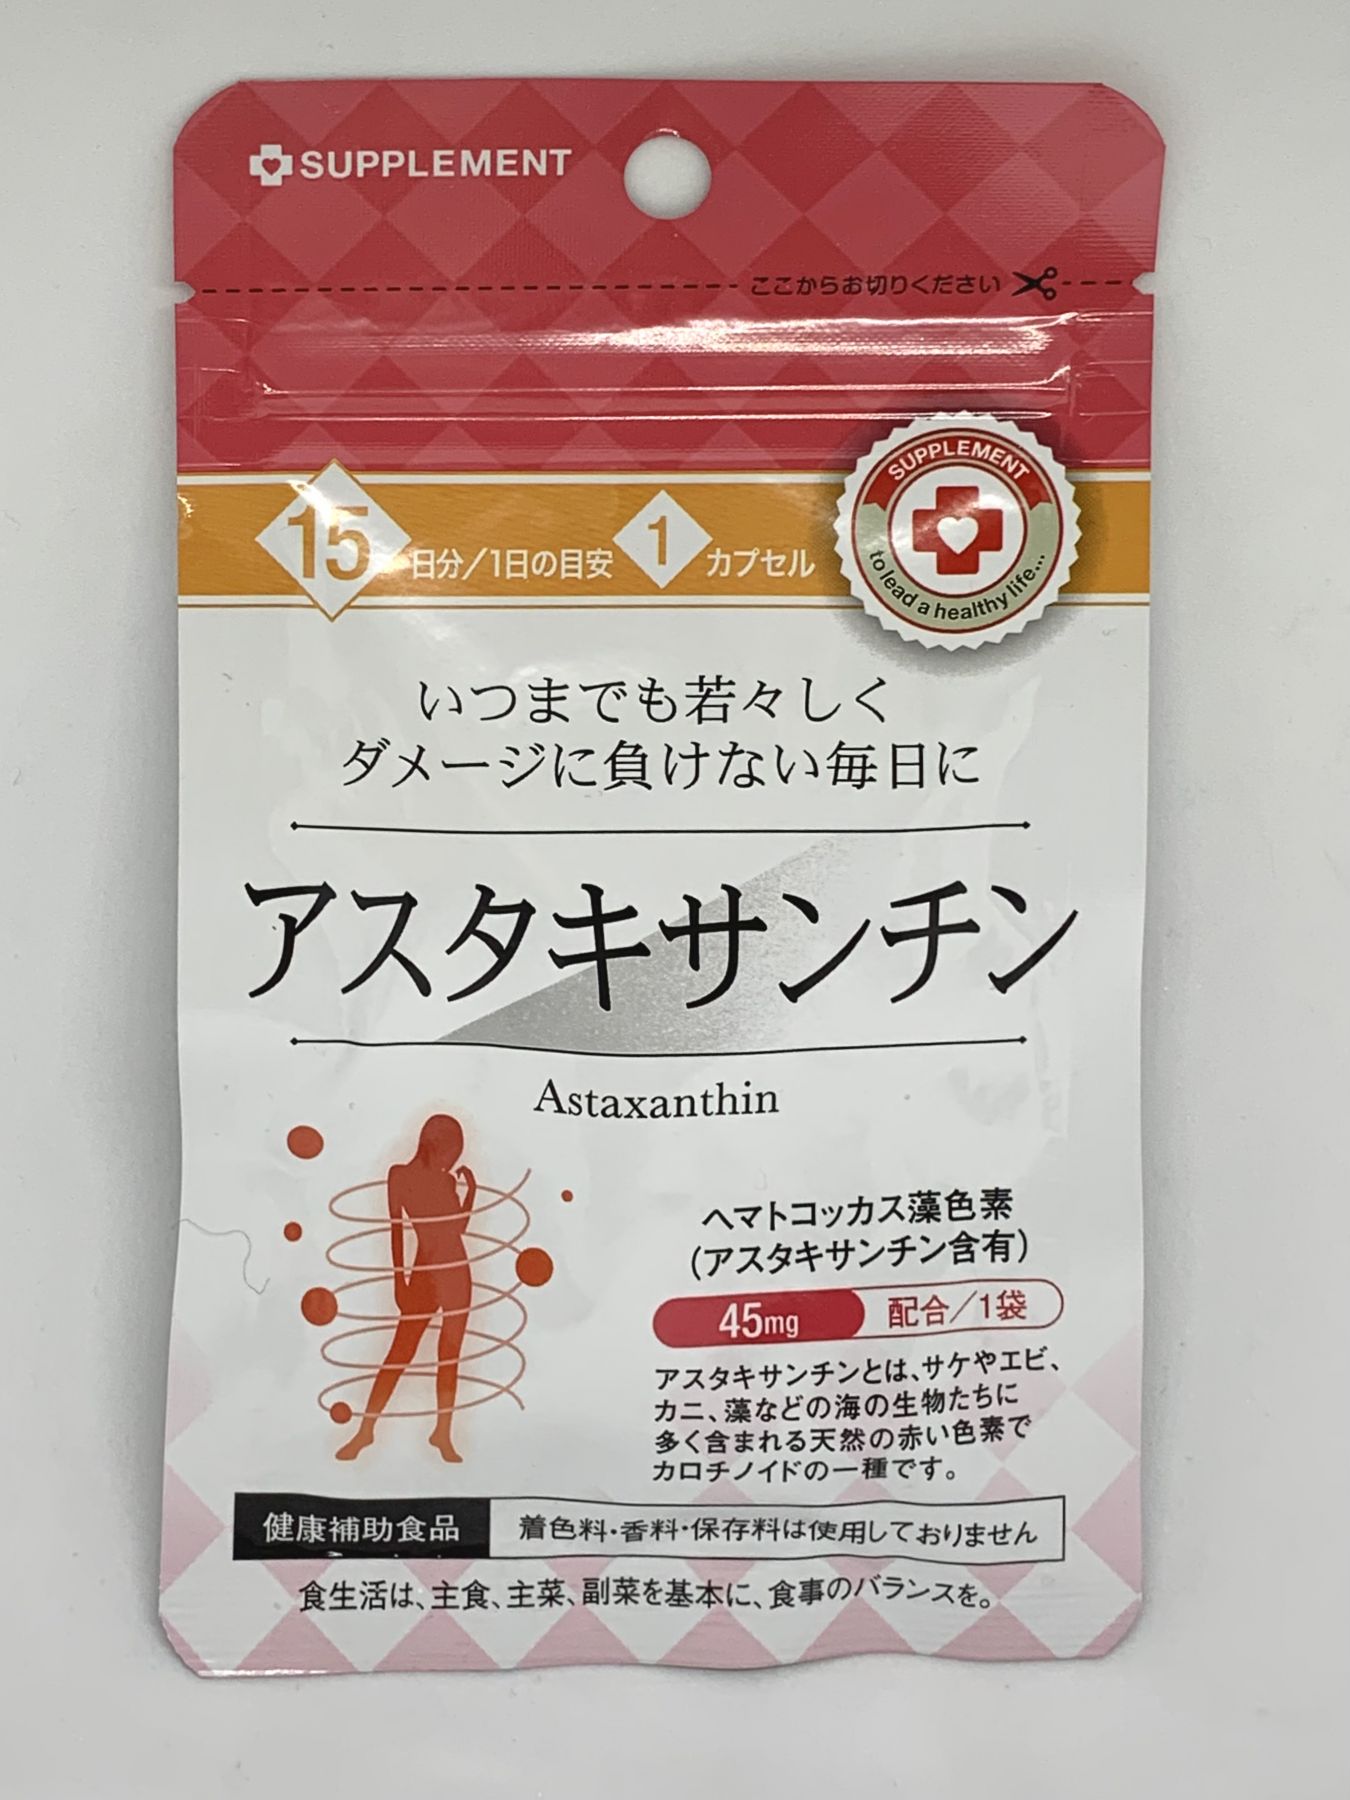 SUPPLEMENT
ここからお切りください
15日分/1日の目安 1カプセル
SUPPLEMENT
to lead a healthy life...
いつまでも若々しく
ダメージに負けない毎日に
アスタキサンチン
Astaxanthin
ヘマトコッカス藻色素
(アスタキサンチン含有)
45mg 配合/1袋
アスタキサンチンとは、サケやエビ、
カニ、藻などの海の生物たちに
多く含まれる天然の赤い色素で
カロチノイドの一種です。
健康補助食品 着色料・香料・保存料は使用しておりません
食生活は、主食、主菜、副菜を基本に、食事のバランスを。